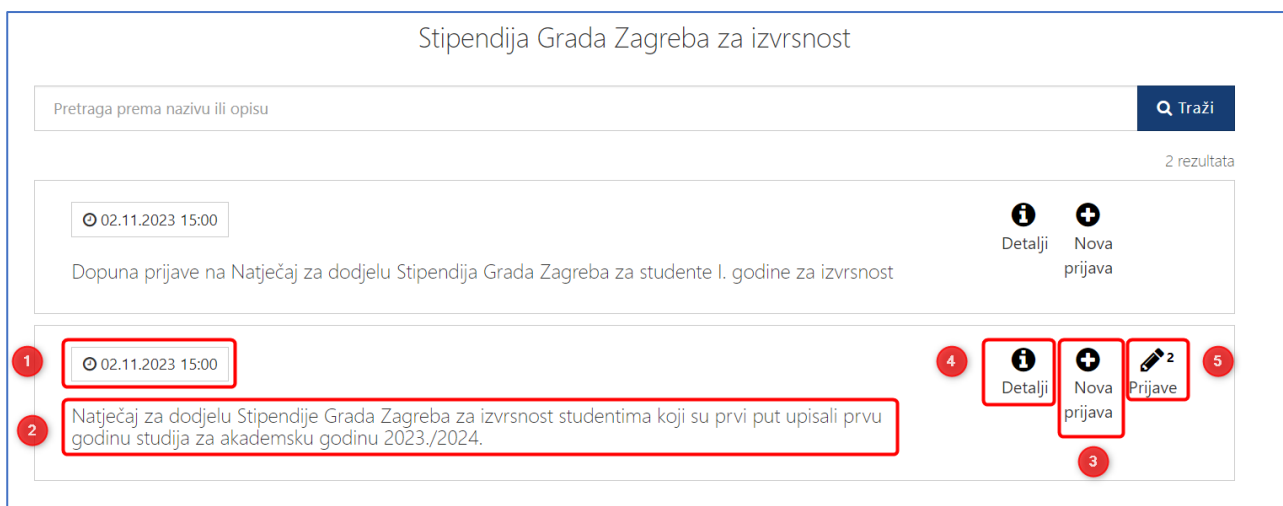 Stipendija Grada Zagreba za izvrsnost
Pretraga prema nazivu ili opisu
Traži
2 rezultata
02.11.2023 15:00
Detalji
Nova
prijava
Dopuna prijave na Natječaj za dodjelu Stipendija Grada Zagreba za studente I. godine za izvrsnost
1
02.11.2023 15:00
4
Detalji
Nova
prijava
2
Prijave
5
2
Natječaj za dodjelu Stipendije Grada Zagreba za izvrsnost studentima koji su prvi put upisali prvu
godinu studija za akademsku godinu 2023./2024.
3